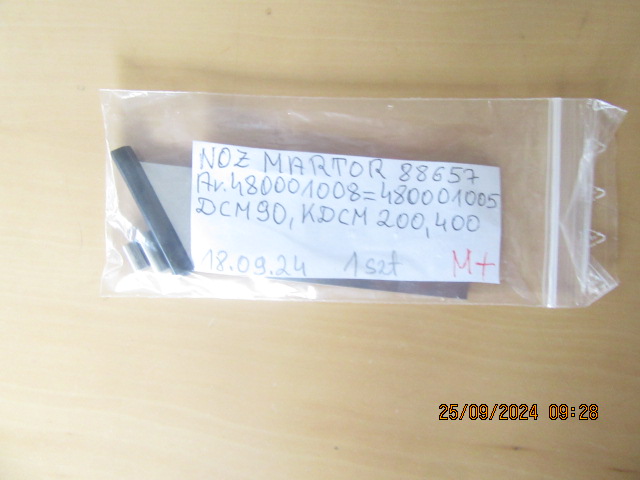 NOZ MARTOR 88657
Ar. 480001008=480001005
DCM90, KDCM 200,400
18.09.24 1szt M+
25/09/2024 09:28